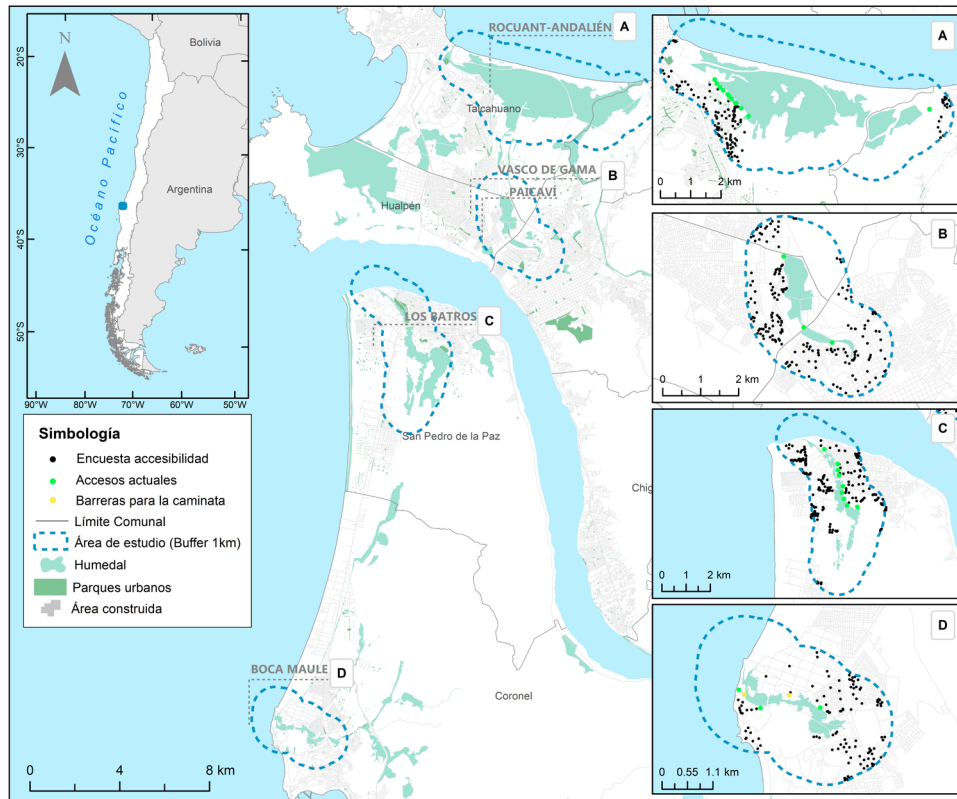 N
Bolivia
Argentina
Océano Pacífico
20°S
30°S
40°S
50°S
90°W
80°W
70°W
60°W
50°W
Simbología
Encuesta accesibilidad
Accesos actuales
Barreras para la caminata
Límite Comunal
Área de estudio (Buffer 1km)
Humedal
Parques urbanos
Área construida
0 4 8 km
ROCUANT-ANDALIÉN
A
Talcahuano
VASCO DE GAMA
PAICAVÍ
B
Hualpén
LOS BATROS
C
San Pedro de la Paz
Chig
BOCA MAULE
D
Coronel
A
0 1 2 km
B
0 1 2 km
C
0 1 2 km
D
0 0.55 1.1 km